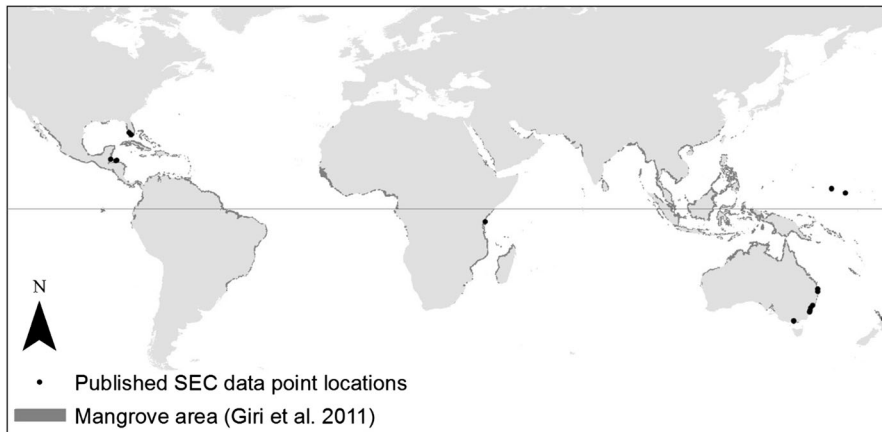 N
Published SEC data point locations
Mangrove area (Giri et al. 2011)